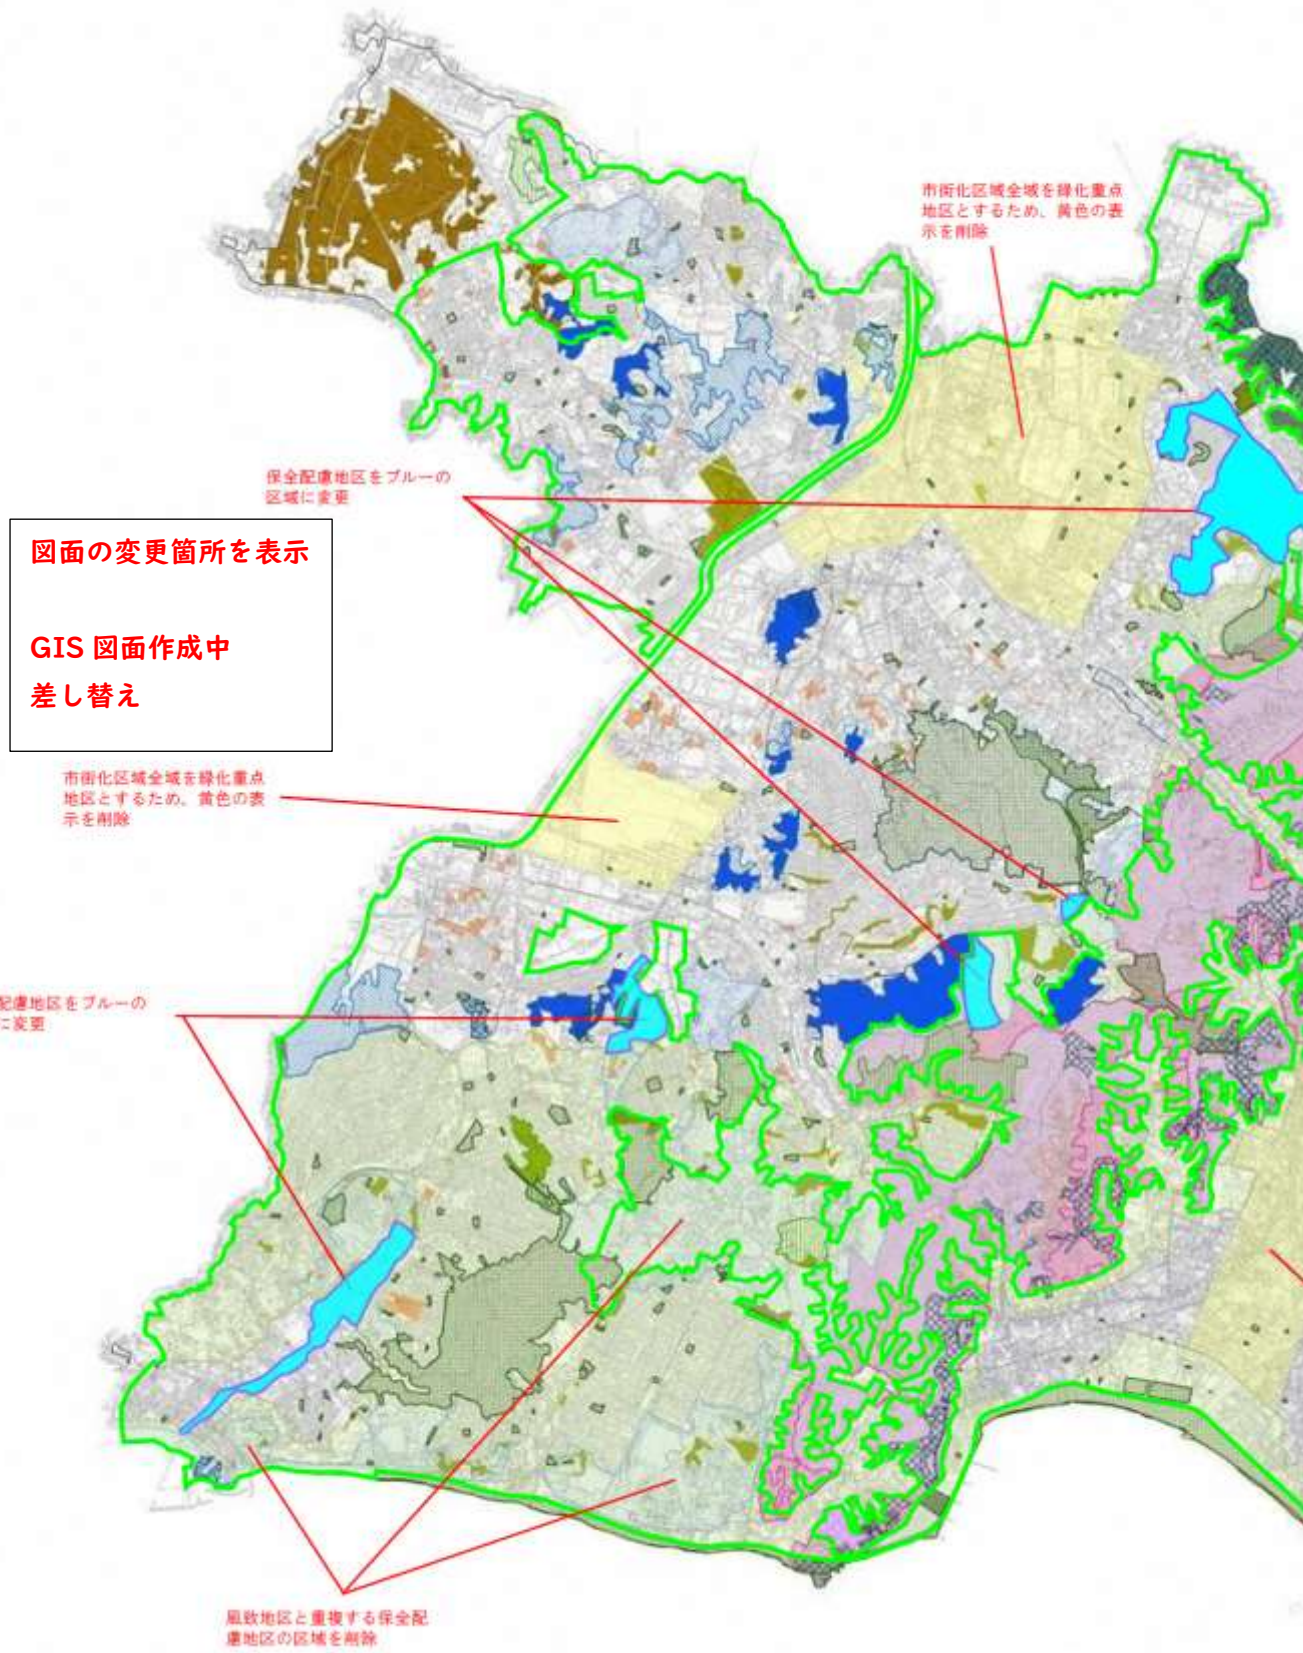 市街化区域全域を緑化重点
地区とするため、黄色の表
示を削除
保全配慮地区をブルーの
区域に変更
図面の変更箇所を表示
GIS 図面作成中
差し替え
市街化区域全域を緑化重点
地区とするため、黄色の表
示を削除
配慮地区をブルーの
に変更
風致地区と重複する保全配
慮地区の区域を削除